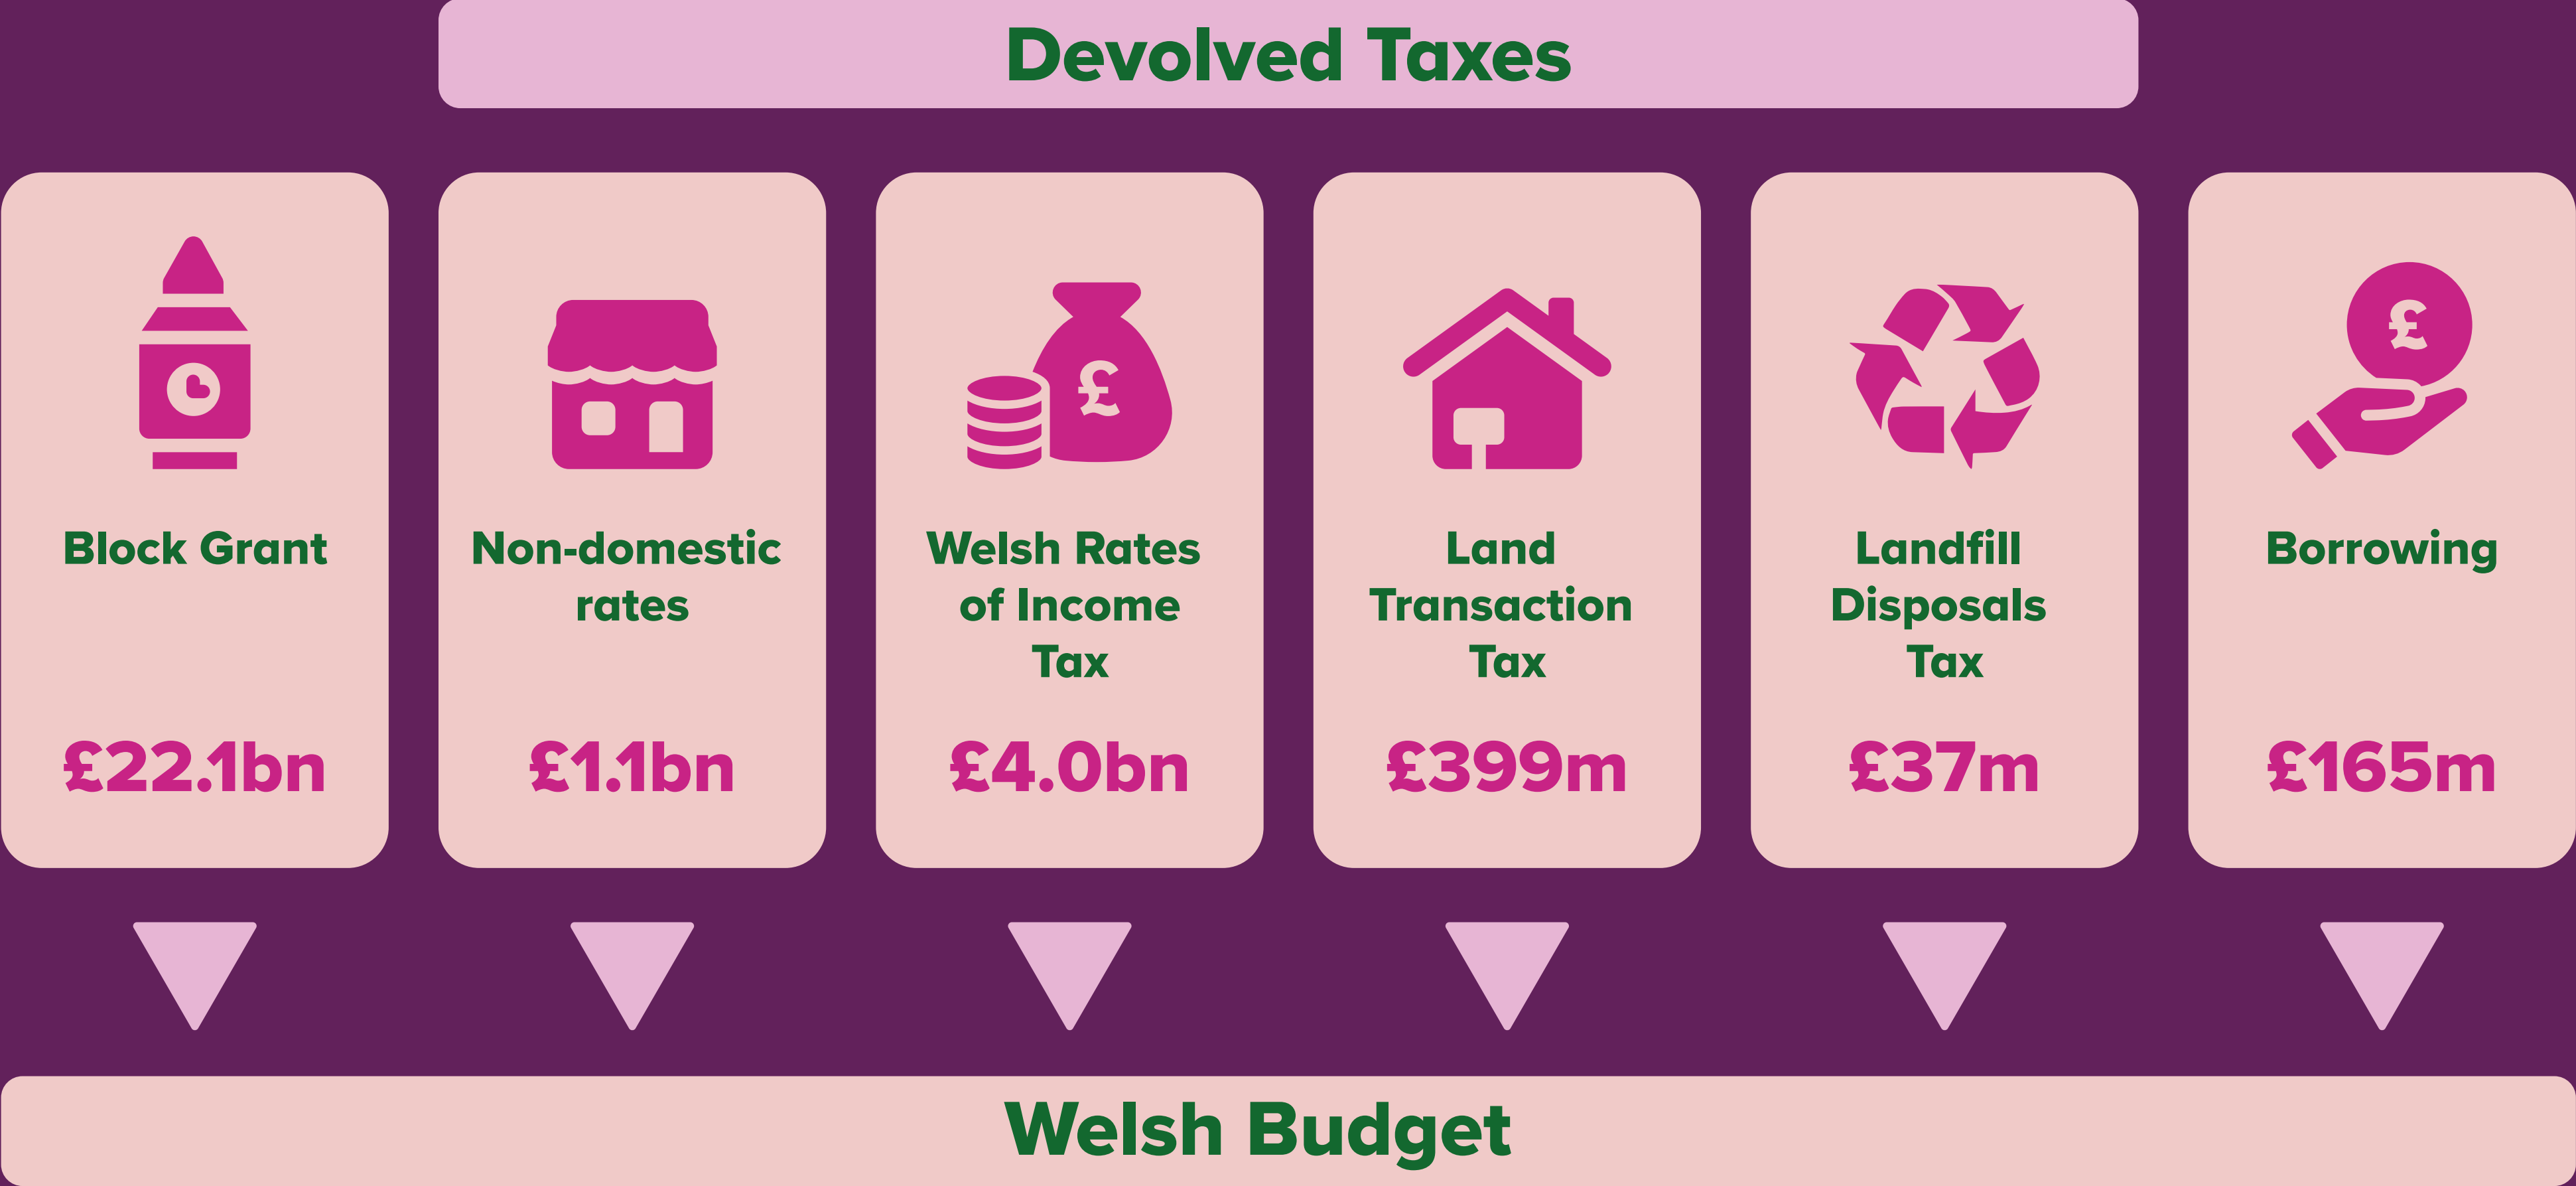 Devolved Taxes
Block Grant
£22.1bn
Non-domestic
rates
£1.1bn
Welsh Rates
of Income
Tax
£
£4.0bn
Land
Transaction
Tax
£399m
Landfill
Disposals
Tax
£37m
£
Borrowing
£165m
Welsh Budget